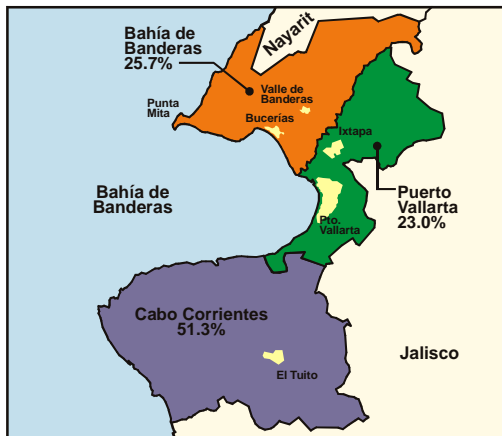 Nayarit
Bahía de
Banderas
25.7%
Valle de
Banderas
Punta
Mita
Bucerías
Ixtapa
Bahía de
Banderas
Puerto
Vallarta
23.0%
Pto.
Vallarta
Cabo Corrientes
51.3%
Jalisco
El Tuito